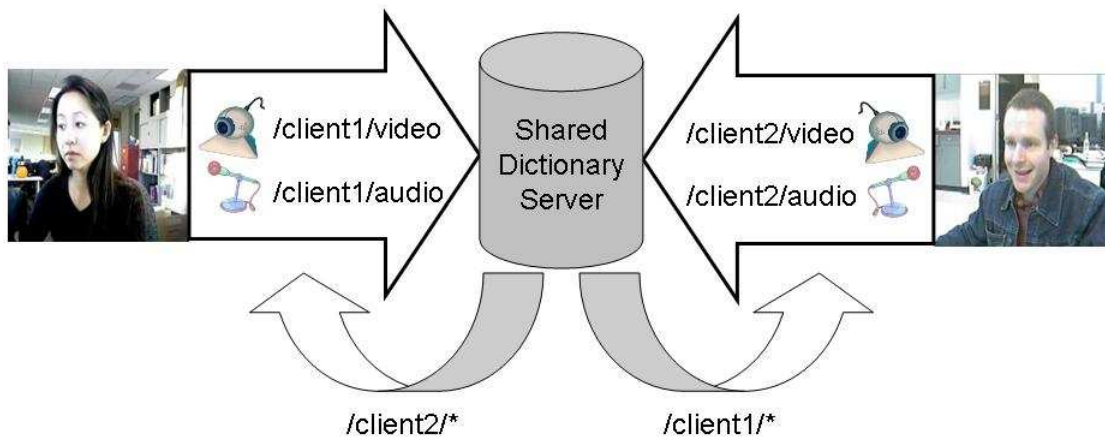 /client1/video
/client1/audio
Shared
Dictionary
Server
/client2/video
/client2/audio
/client2/*
/client1/*